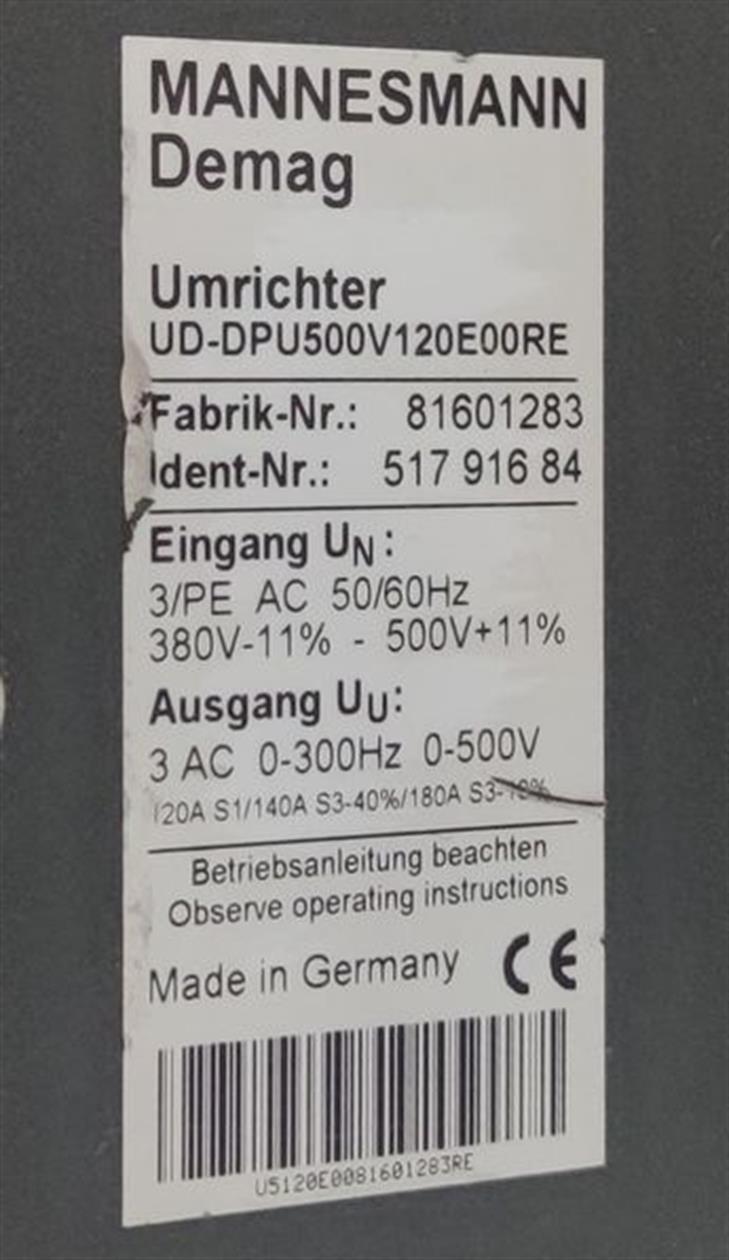 MANNESMANN
Demag
Umrichter
UD-DPU500V120E00RE
Fabrik-Nr.: 81601283
Ident-Nr.: 517 916 84
Eingang UN:
3/PE AC 50/60Hz
380V-11% - 500V+11%
Ausgang UU:
3 AC 0-300Hz 0-500V
120A S1/140A S3-40%/180A
Betriebsanleitung beachten
Observe operating instructions
Made in Germany CE
U5120E0081601283RE